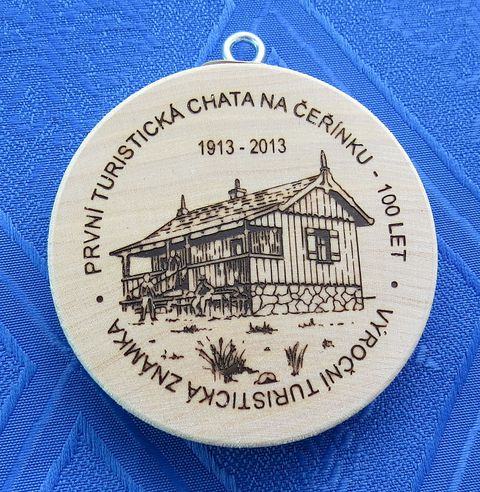 PRVNÍ TURISTICKÁ CHATA NA ČEŘÍNKU - 100 LET
1913 - 2013
• VÝROČNÍ TURISTICKÁ ZNÁMKA •